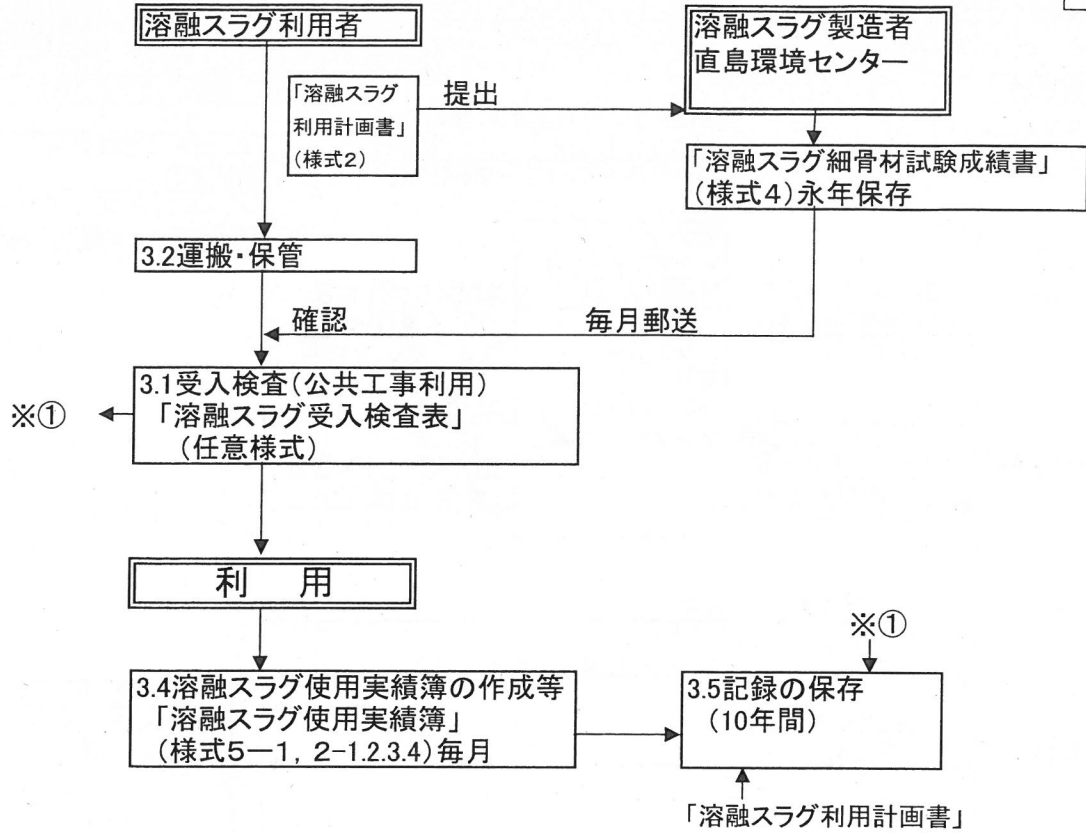 溶融スラグ利用者
溶融スラグ製造者
直島環境センター
「溶融スラグ
利用計画書」
(様式2)
提出
「溶融スラグ細骨材試験成績書」
(様式4)永年保存
3.2運搬・保管
確認
毎月郵送
3.1受入検査(公共工事利用)
「溶融スラグ受入検査表」
(任意様式)
※①
利 用
※①
3.4溶融スラグ使用実績簿の作成等
「溶融スラグ使用実績簿」
(様式5－1, 2-1.2.3.4)毎月
3.5記録の保存
(10年間)
「溶融スラグ利用計画書」